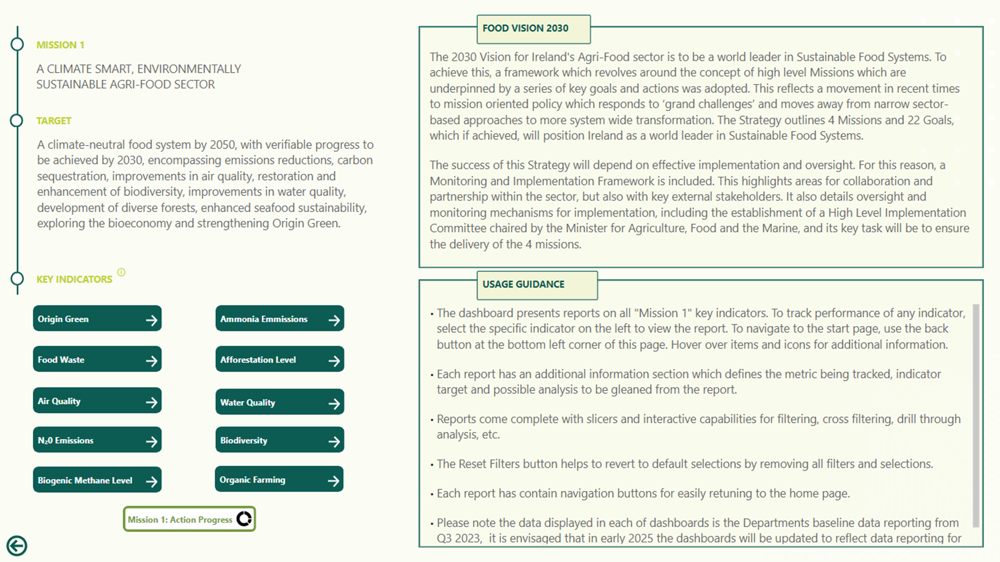 MISSION 1
A CLIMATE SMART, ENVIRONMENTALLY
SUSTAINABLE AGRI-FOOD SECTOR
TARGET
A climate-neutral food system by 2050, with verifiable progress to
be achieved by 2030, encompassing emissions reductions, carbon
sequestration, improvements in air quality, restoration and
enhancement of biodiversity, improvements in water quality,
development of diverse forests, enhanced seafood sustainability,
exploring the bioeconomy and strengthening Origin Green.
KEY INDICATORS
Origin Green
Ammonia Emmissions
Food Waste
Afforestation Level
Air Quality
Water Quality
N₂0 Emissions
Biodiversity
Biogenic Methane Level
Organic Farming
Mission 1: Action Progress
FOOD VISION 2030
The 2030 Vision for Ireland's Agri-Food sector is to be a world leader in Sustainable Food Systems. To
achieve this, a framework which revolves around the concept of high level Missions which are
underpinned by a series of key goals and actions was adopted. This reflects a movement in recent times
to mission oriented policy which responds to ‘grand challenges’ and moves away from narrow sector-
based approaches to more system wide transformation. The Strategy outlines 4 Missions and 22 Goals,
which if achieved, will position Ireland as a world leader in Sustainable Food Systems.
The success of this Strategy will depend on effective implementation and oversight. For this reason, a
Monitoring and Implementation Framework is included. This highlights areas for collaboration and
partnership within the sector, but also with key external stakeholders. It also details oversight and
monitoring mechanisms for implementation, including the establishment of a High Level Implementation
Committee chaired by the Minister for Agriculture, Food and the Marine, and its key task will be to ensure
the delivery of the 4 missions.
USAGE GUIDANCE
• The dashboard presents reports on all "Mission 1" key indicators. To track performance of any indicator,
select the specific indicator on the left to view the report. To navigate to the start page, use the back
button at the bottom left corner of this page. Hover over items and icons for additional information.
• Each report has an additional information section which defines the metric being tracked, indicator
target and possible analysis to be gleaned from the report.
• Reports come complete with slicers and interactive capabilities for filtering, cross filtering, drill through
analysis, etc.
• The Reset Filters button helps to revert to default selections by removing all filters and selections.
• Each report has contain navigation buttons for easily retuning to the home page.
• Please note the data displayed in each of dashboards is the Departments baseline data reporting from
Q3 2023,  it is envisaged that in early 2025 the dashboards will be updated to reflect data reporting for